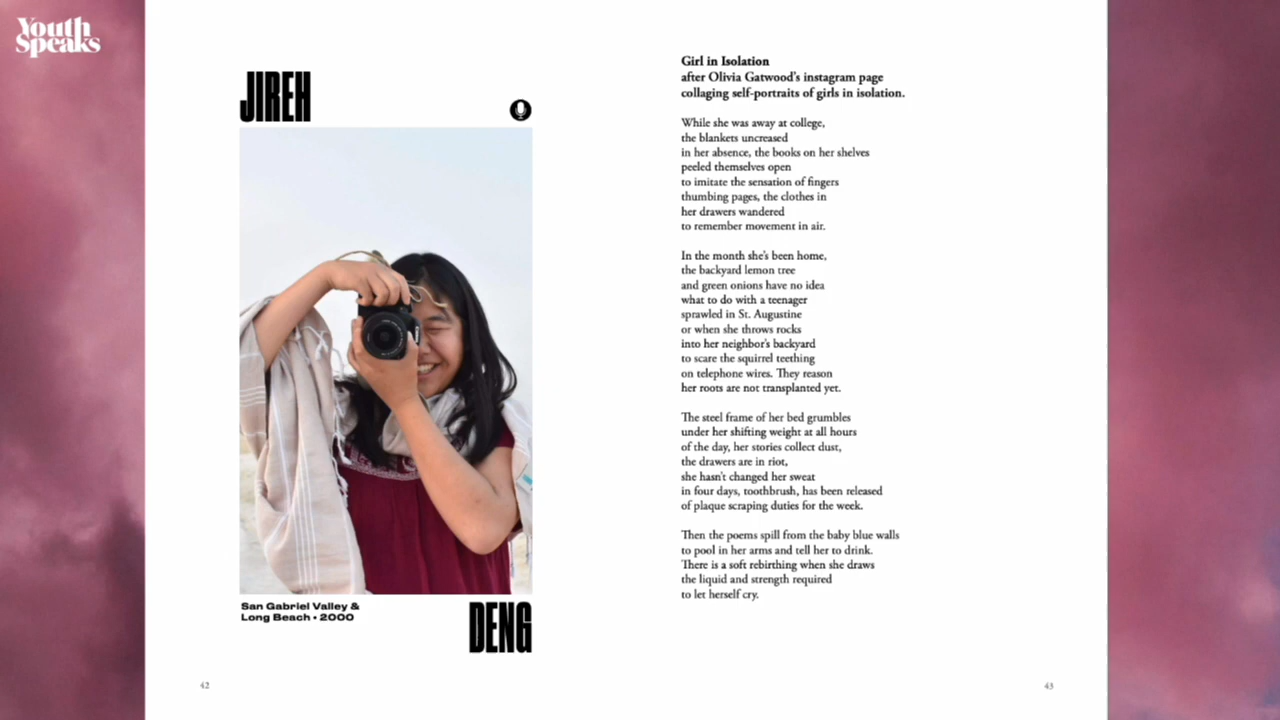 Youth
Speaks
JIREH
San Gabriel Valley &
Long Beach • 2000
DENG
42
Girl in Isolation
after Olivia Gatwood's instagram page
collaging self-portraits of girls in isolation.
While she was away at college,
the blankets uncreased
in her absence, the books on her shelves
peeled themselves open
to imitate the sensation of fingers
thumbing pages, the clothes in
her drawers wandered
to remember movement in air.
In the month she's been home,
the backyard lemon tree
and green onions have no idea
what to do with a teenager
sprawled in St. Augustine
or when she throws rocks
into her neighbor's backyard
to scare the squirrel teething
on telephone wires. They reason
her roots are not transplanted yet.
The steel frame of her bed grumbles
under her shifting weight at all hours
of the day, her stories collect dust,
the drawers are in riot,
she hasn't changed her sweat
in four days, toothbrush, has been released
of plaque scraping duties for the week.
Then the poems spill from the baby blue walls
to pool in her arms and tell her to drink.
There is a soft rebirthing when she draws
the liquid and strength required
to let herself cry.
43